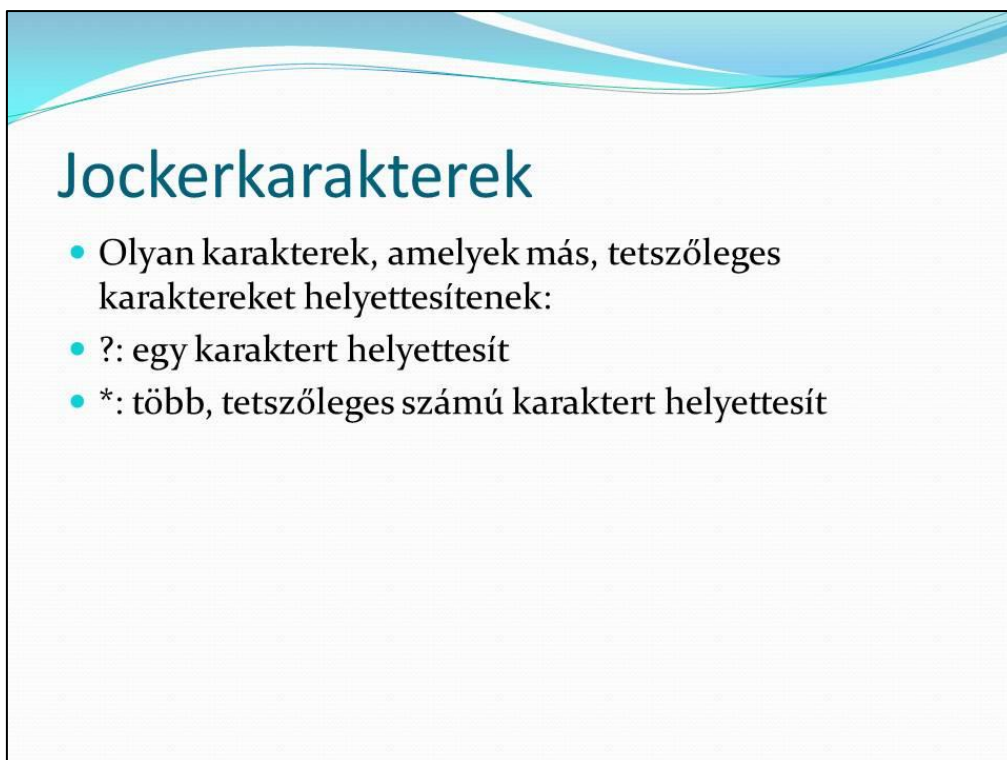 Jockerkarakterek
• Olyan karakterek, amelyek más, tetszőleges
karaktereket helyettesítenek:
• ?: egy karaktert helyettesít
• *: több, tetszőleges számú karaktert helyettesít